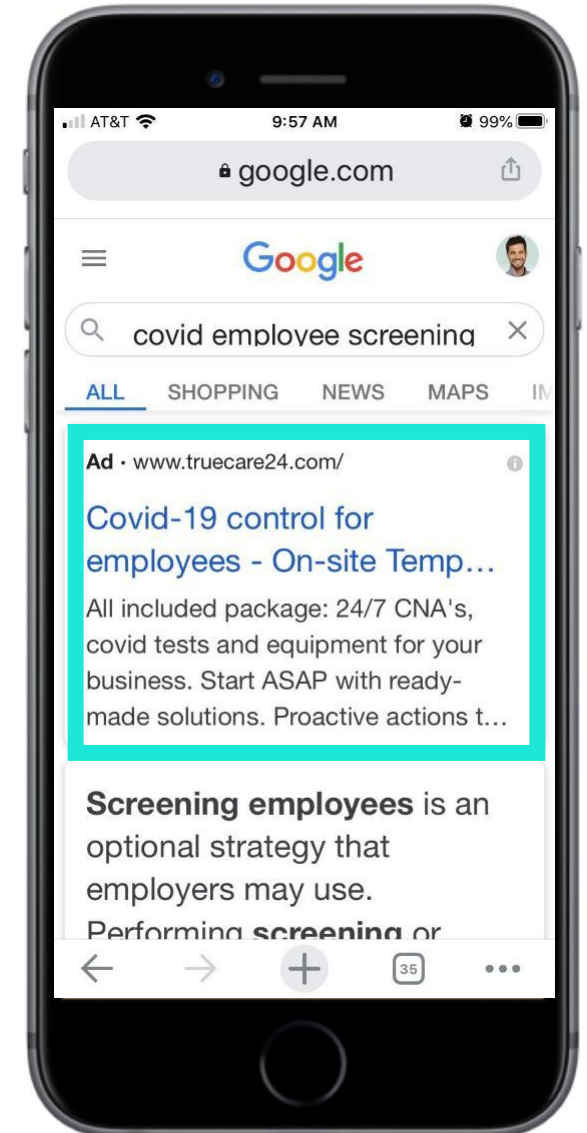 AT&T 9:57 AM 99%
google.com
Google
covid employee screening
ALL SHOPPING NEWS MAPS
Ad · www.truecare24.com/
Covid-19 control for
employees - On-site Temp...
All included package: 24/7 CNA's,
covid tests and equipment for your
business. Start ASAP with ready-
made solutions. Proactive actions t...
Screening employees is an
optional strategy that
employers may use.
Performing screening or
35